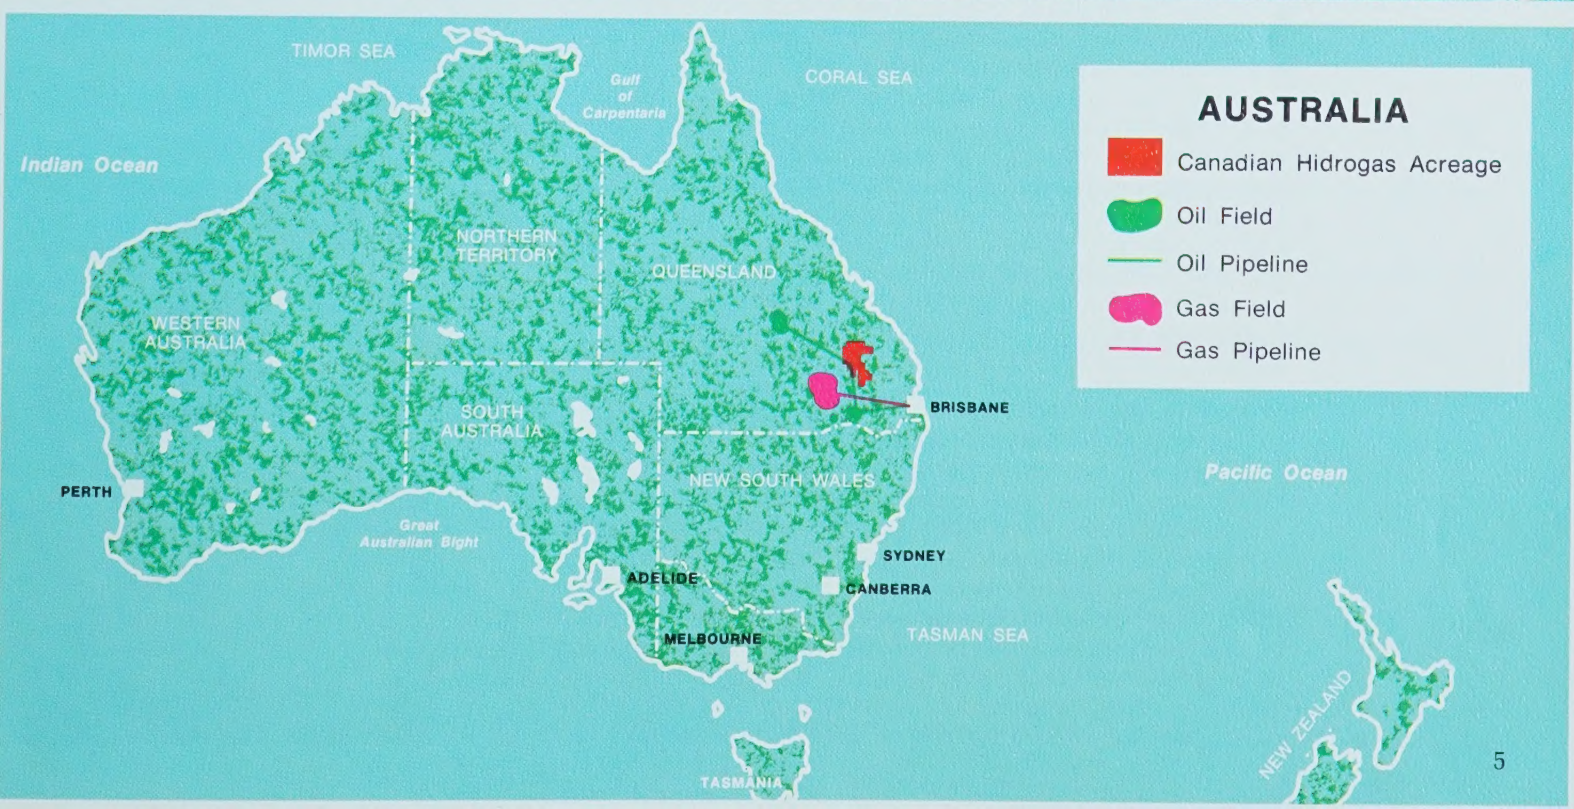 TIMOR SEA
Gulf
of
Carpentaria
CORAL SEA
Indian Ocean
NORTHERN
TERRITORY
QUEENSLAND
WESTERN
AUSTRALIA
SOUTH
AUSTRALIA
BRISBANE
NEW SOUTH WALES
PERTH
Great
Australian Bight
SYDNEY
ADELIDE
CANBERRA
MELBOURNE
TASMAN SEA
TASMANIA
Pacific Ocean
NEW ZEALAND
AUSTRALIA
Canadian Hidrogas Acreage
Oil Field
Oil Pipeline
Gas Field
Gas Pipeline
5